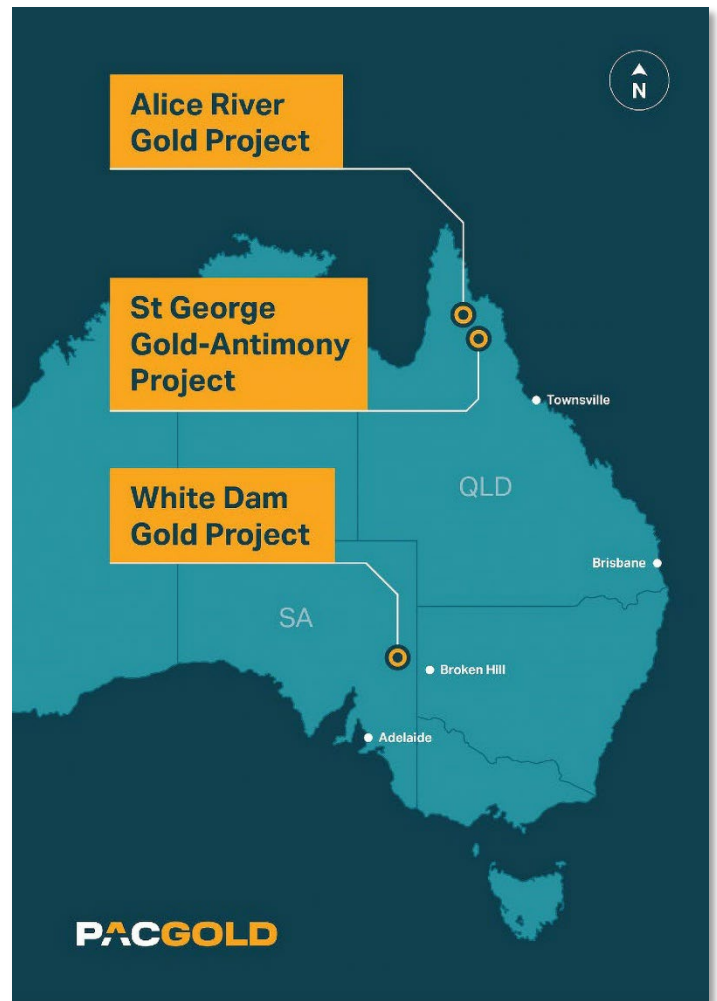 N
Alice River
Gold Project
St George
Gold-Antimony
Project
Townsville
White Dam
Gold Project
QLD
Brisbane
SA
Broken Hill
Adelaide
PACGOLD